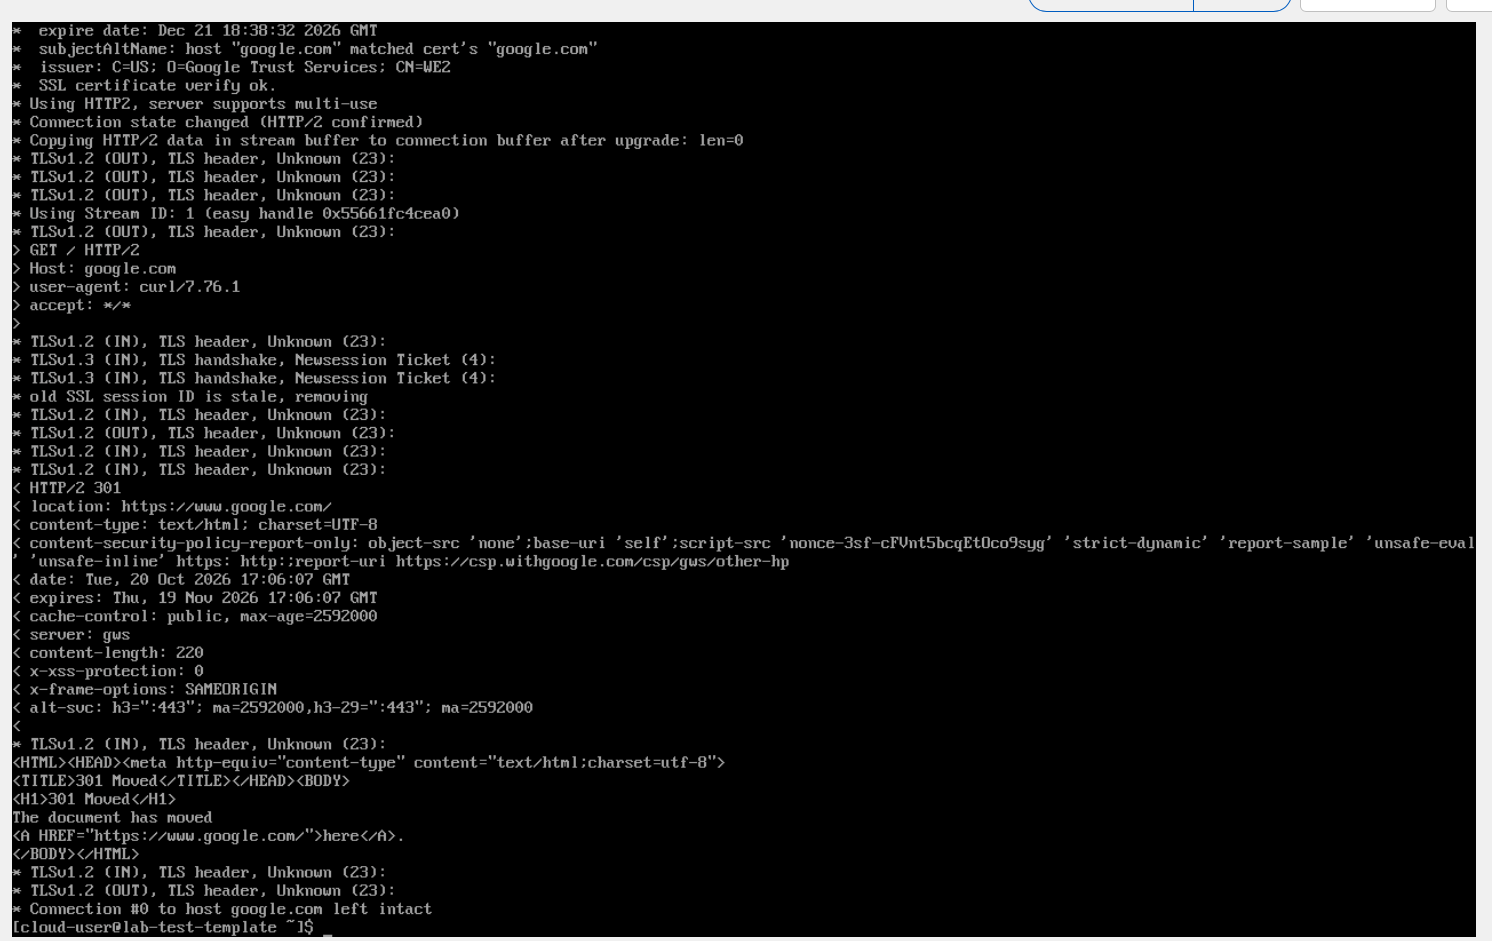 *  expire date: Dec 21 18:38:32 2026 GMT
*  subjectAltName: host "google.com" matched cert's "google.com"
*  issuer: C=US; O=Google Trust Services; CN=WE2
*  SSL certificate verify ok.
* Using HTTP2, server supports multi-use
* Connection state changed (HTTP/2 confirmed)
* Copying HTTP/2 data in stream buffer to connection buffer after upgrade: len=0
* TLSv1.2 (OUT), TLS header, Unknown (23):
* TLSv1.2 (OUT), TLS header, Unknown (23):
* TLSv1.2 (OUT), TLS header, Unknown (23):
* Using Stream ID: 1 (easy handle 0x55661fc4cea0)
* TLSv1.2 (OUT), TLS header, Unknown (23):
> GET / HTTP/2
> Host: google.com
> user-agent: curl/7.76.1
> accept: */*
>
* TLSv1.2 (IN), TLS header, Unknown (23):
* TLSv1.3 (IN), TLS handshake, Newsession Ticket (4):
* TLSv1.3 (IN), TLS handshake, Newsession Ticket (4):
* old SSL session ID is stale, removing
* TLSv1.2 (IN), TLS header, Unknown (23):
* TLSv1.2 (OUT), TLS header, Unknown (23):
* TLSv1.2 (IN), TLS header, Unknown (23):
* TLSv1.2 (IN), TLS header, Unknown (23):
< HTTP/2 301
< location: https://www.google.com/
< content-type: text/html; charset=UTF-8
< content-security-policy-report-only: object-src 'none';base-uri 'self';script-src 'nonce-3sf-cFVnt5bcqEtOco9syg' 'strict-dynamic' 'report-sample' 'unsafe-eval
' 'unsafe-inline' https: http:;report-uri https://csp.withgoogle.com/csp/gws/other-hp
< date: Tue, 20 Oct 2026 17:06:07 GMT
< expires: Thu, 19 Nov 2026 17:06:07 GMT
< cache-control: public, max-age=2592000
< server: gws
< content-length: 220
< x-xss-protection: 0
< x-frame-options: SAMEORIGIN
< alt-svc: h3=":443"; ma=2592000,h3-29=":443"; ma=2592000
<
* TLSv1.2 (IN), TLS header, Unknown (23):
<HTML><HEAD><meta http-equiv="content-type" content="text/html;charset=utf-8">
<TITLE>301 Moved</TITLE></HEAD><BODY>
<H1>301 Moved</H1>
The document has moved
<A HREF="https://www.google.com/">here</A>.
</BODY></HTML>
* TLSv1.2 (IN), TLS header, Unknown (23):
* TLSv1.2 (OUT), TLS header, Unknown (23):
* Connection #0 to host google.com left intact
[cloud-user@lab-test-template ~]$ _